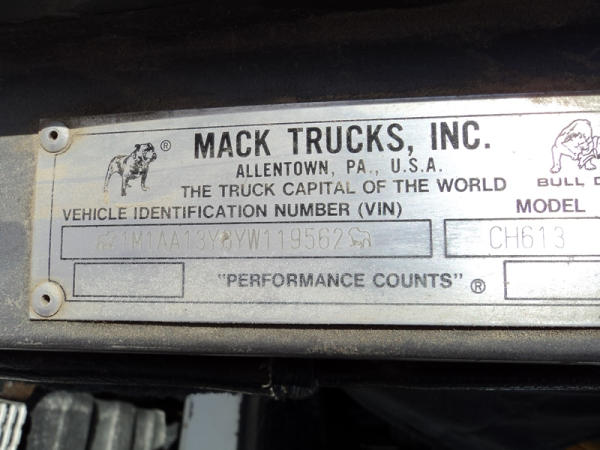 MACK TRUCKS, INC.
ALLENTOWN, PA., U.S.A.
THE TRUCK CAPITAL OF THE WORLD
BULL D
VEHICLE IDENTIFICATION NUMBER (VIN)
MODEL
1M1AA13Y8YW119562
CH613
"PERFORMANCE COUNTS"®